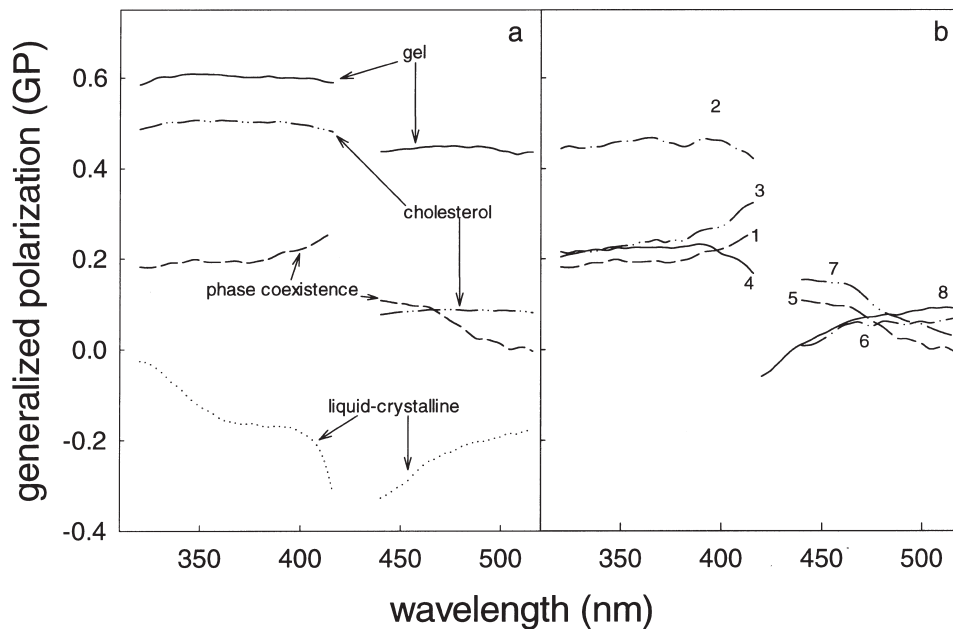 a
b
gel
cholesterol
phase coexistence
liquid-crystalline
2
3
1
4
7
5
8
6
generalized polarization (GP)
0.6
0.4
0.2
0.0
-0.2
-0.4
350 400 450 500 350 400 450 500
wavelength (nm)